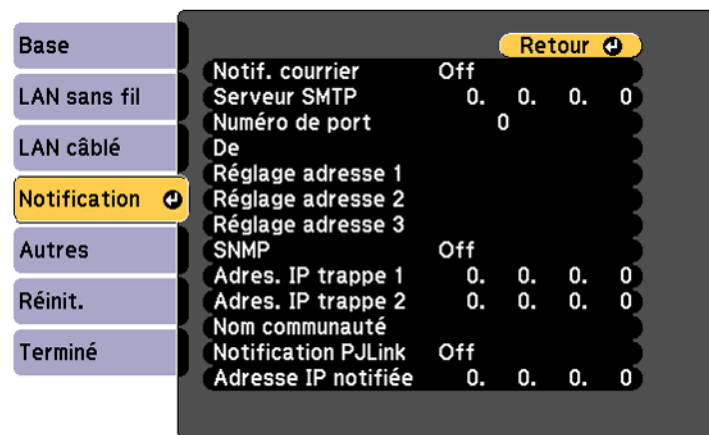 Base
LAN sans fil
LAN câblé
Notification
Autres
Réinit.
Terminé
Retour
Notif. courrier Off
Serveur SMTP 0. 0. 0. 0
Numéro de port 0
De
Réglage adresse 1
Réglage adresse 2
Réglage adresse 3
SNMP Off
Adres. IP trappe 1 0. 0. 0. 0
Adres. IP trappe 2 0. 0. 0. 0
Nom communauté
Notification PJLink Off
Adresse IP notifiée 0. 0. 0. 0